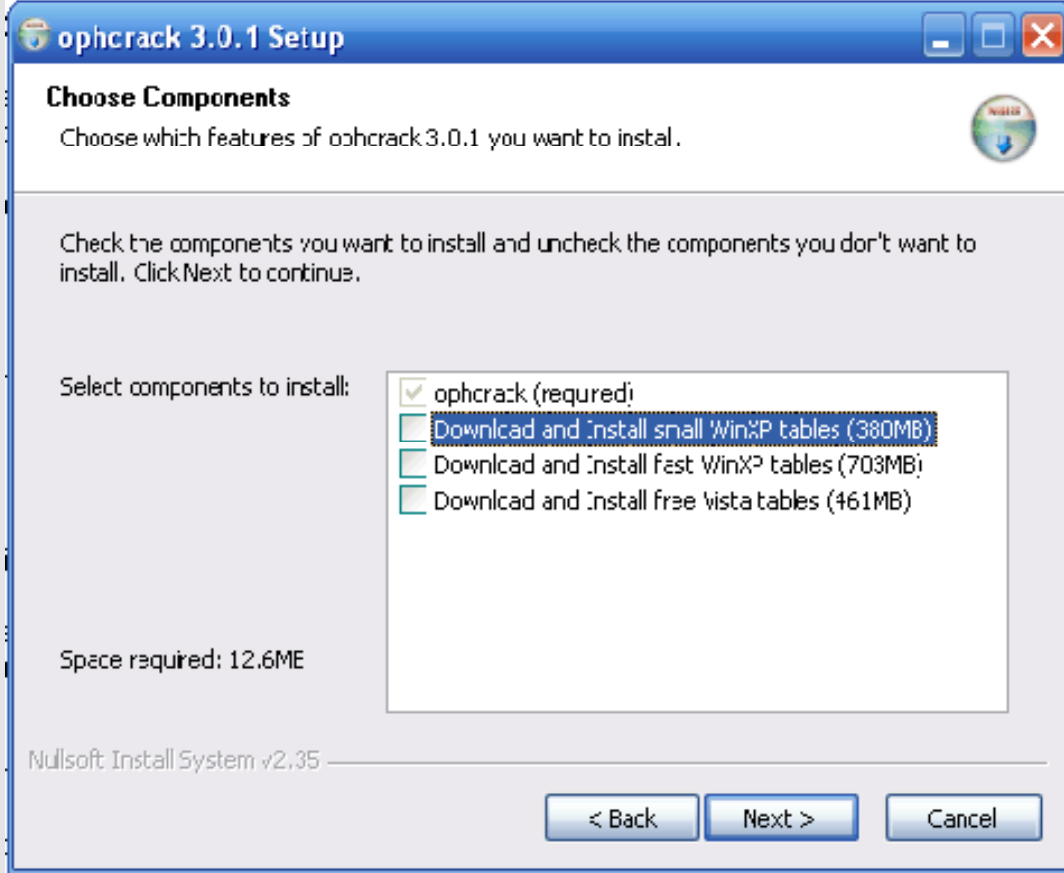 ophcrack 3.0.1 Setup
Choose Components
Choose which features of ophcrack 3.0.1 you want to install.
Check the components you want to install and uncheck the components you don't want to
install. Click Next to continue.
Select components to install:
ophcrack (required)
Download and Install small WinXP tables (380MB)
Download and Install fast WinXP tables (703MB)
Download and Install free Vista tables (461MB)
Space required: 12.6MB
Nullsoft Install System v2.35
< Back
Next >
Cancel